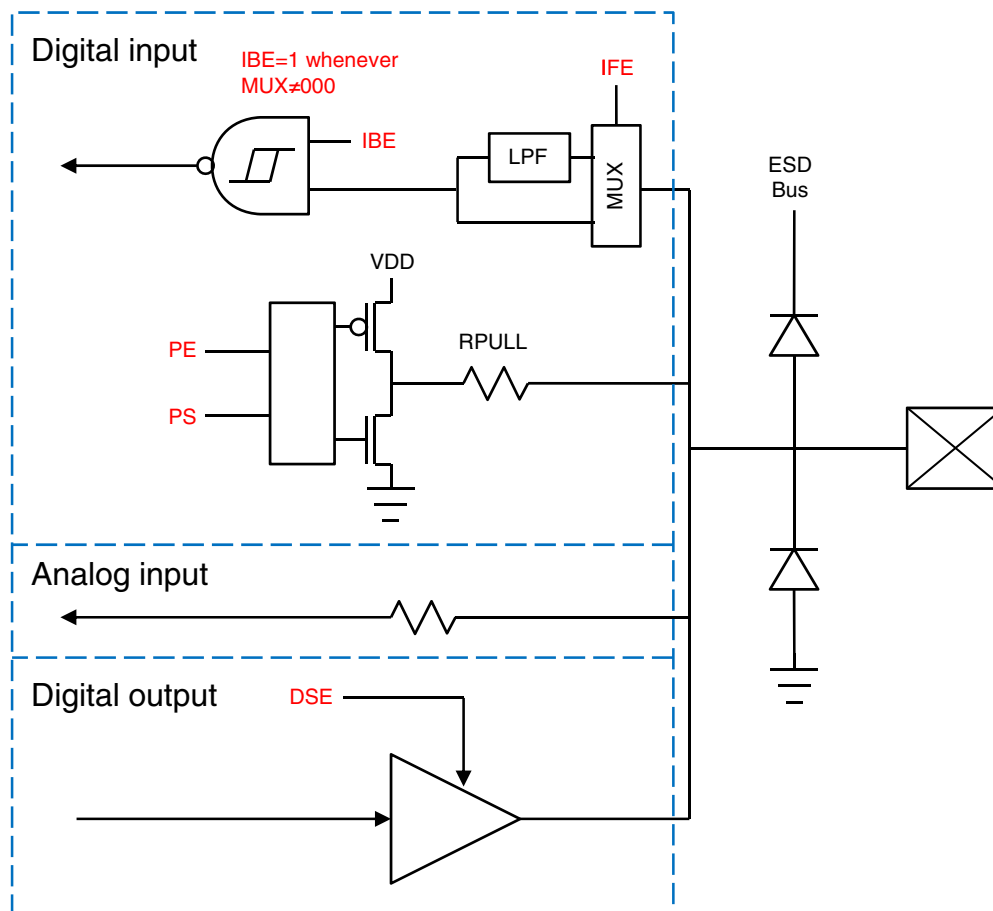 Digital input
IBE=1 whenever
MUX≠000
IFE
IBE
LPF
MUX
ESD
Bus
VDD
RPULL
PE
PS
Analog input
Digital output
DSE